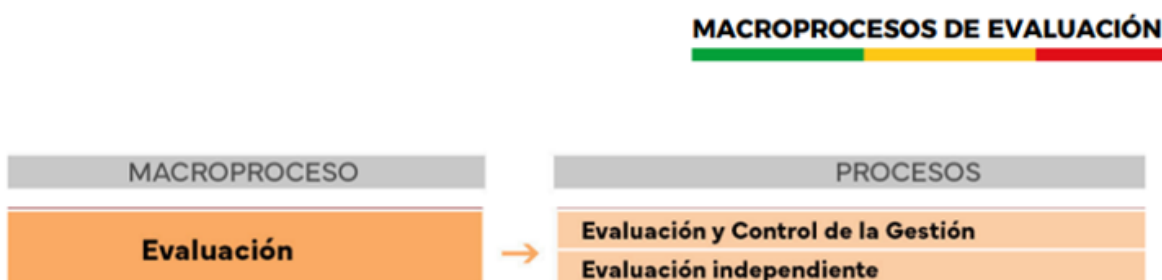 MACROPROCESOS DE EVALUACIÓN
MACROPROCESO
PROCESOS
Evaluación
Evaluación y Control de la Gestión
Evaluación independiente